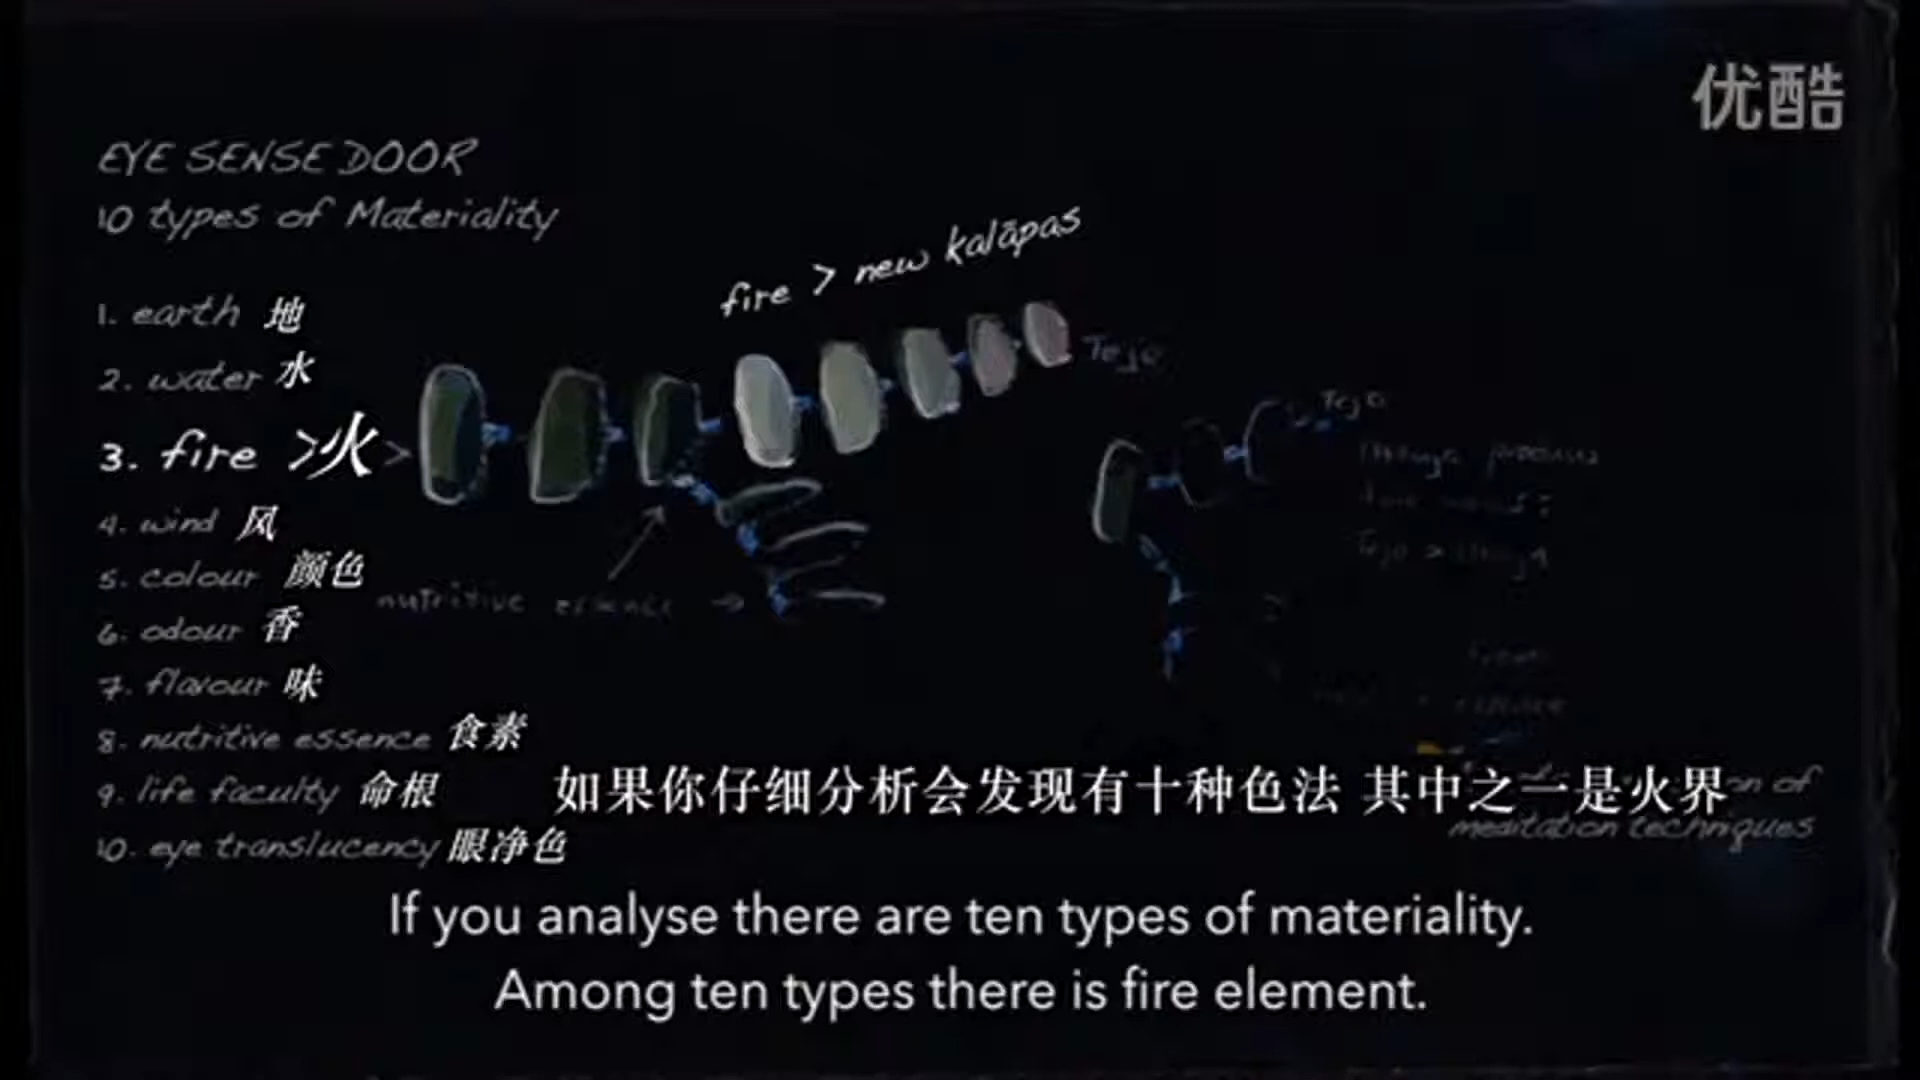 优酷
EYE SENSE DOOR
10 types of Materiality
fire > new kalāpas
1. earth 地
2. water 水
3. fire >火>
4. wind 风
5. colour 颜色
6. odour 香
7. flavour 味
8. nutritive essence 食素
9. life faculty 命根
10. eye translucency 眼净色
Tejo
Tejo
nutritive essence →
如果你仔细分析会发现有十种色法 其中之一是火界
of
meditation techniques
If you analyse there are ten types of materiality.
Among ten types there is fire element.